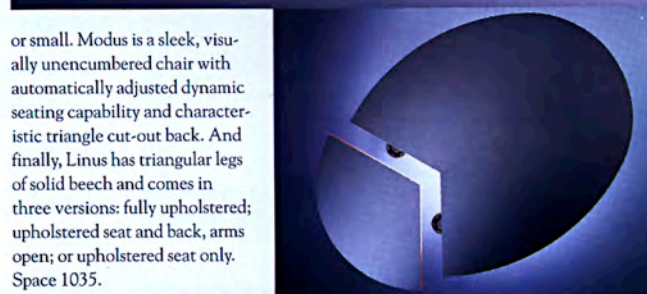 or small. Modus is a sleek, visu-
ally unencumbered chair with
automatically adjusted dynamic
seating capability and character-
istic triangle cut-out back. And
finally, Linus has triangular legs
of solid beech and comes in
three versions: fully upholstered;
upholstered seat and back, arms
open; or upholstered seat only.
Space 1035.